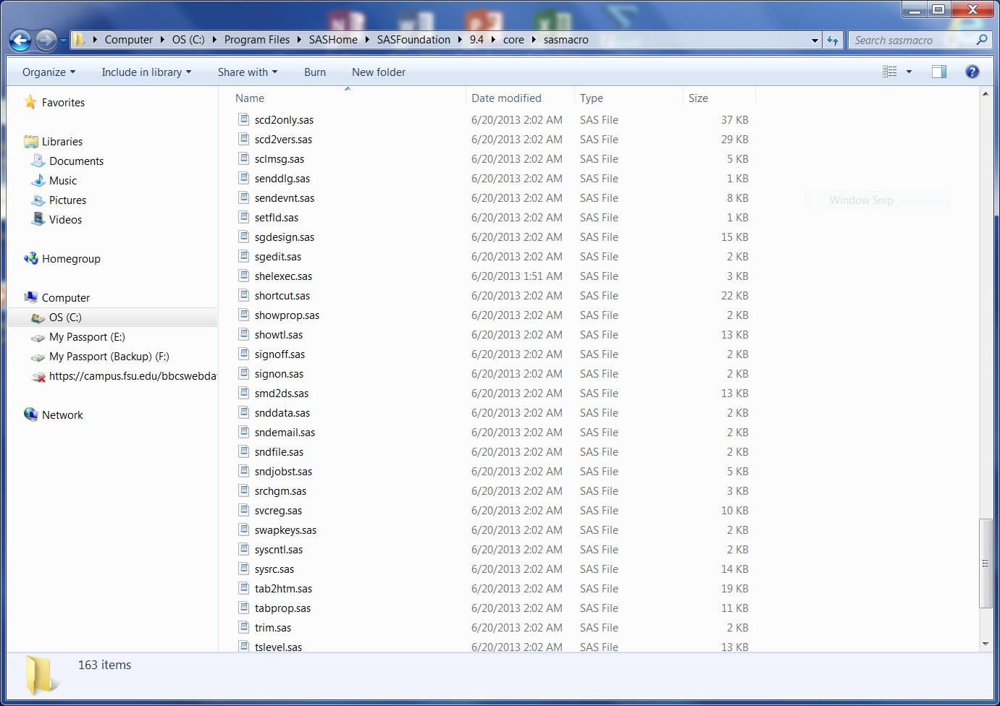 Computer OS (C:) Program Files SASHome SASFoundation 9.4 core sasmacro Search sasmacro
Organize Include in library Share with Burn New folder
Favorites
Libraries
Documents
Music
Pictures
Videos
Homegroup
Computer
OS (C:)
My Passport (E:)
My Passport (Backup) (F:)
https://campus.fsu.edu/bbcswebda
Network
Name Date modified Type Size
scd2only.sas 6/20/2013 2:02 AM SAS File 37 KB
scd2vers.sas 6/20/2013 2:02 AM SAS File 29 KB
sclmsg.sas 6/20/2013 2:02 AM SAS File 5 KB
senddlg.sas 6/20/2013 2:02 AM SAS File 1 KB
sendevnt.sas 6/20/2013 2:02 AM SAS File 8 KB
Window Snip
setfld.sas 6/20/2013 2:02 AM SAS File 1 KB
sgdesign.sas 6/20/2013 2:02 AM SAS File 15 KB
sgedit.sas 6/20/2013 2:02 AM SAS File 2 KB
shelexec.sas 6/20/2013 1:51 AM SAS File 3 KB
shortcut.sas 6/20/2013 2:02 AM SAS File 22 KB
showprop.sas 6/20/2013 2:02 AM SAS File 2 KB
showtl.sas 6/20/2013 2:02 AM SAS File 13 KB
signoff.sas 6/20/2013 2:02 AM SAS File 2 KB
signon.sas 6/20/2013 2:02 AM SAS File 2 KB
smd2ds.sas 6/20/2013 2:02 AM SAS File 13 KB
snddata.sas 6/20/2013 2:02 AM SAS File 2 KB
sndemail.sas 6/20/2013 2:02 AM SAS File 2 KB
sndfile.sas 6/20/2013 2:02 AM SAS File 2 KB
sndjobst.sas 6/20/2013 2:02 AM SAS File 5 KB
srchgm.sas 6/20/2013 2:02 AM SAS File 3 KB
svcreg.sas 6/20/2013 2:02 AM SAS File 10 KB
swapkeys.sas 6/20/2013 2:02 AM SAS File 2 KB
syscntl.sas 6/20/2013 2:02 AM SAS File 2 KB
sysrc.sas 6/20/2013 2:02 AM SAS File 14 KB
tab2htm.sas 6/20/2013 2:02 AM SAS File 19 KB
tabprop.sas 6/20/2013 2:02 AM SAS File 11 KB
trim.sas 6/20/2013 2:02 AM SAS File 2 KB
tslevel.sas 6/20/2013 2:02 AM SAS File 13 KB
163 items